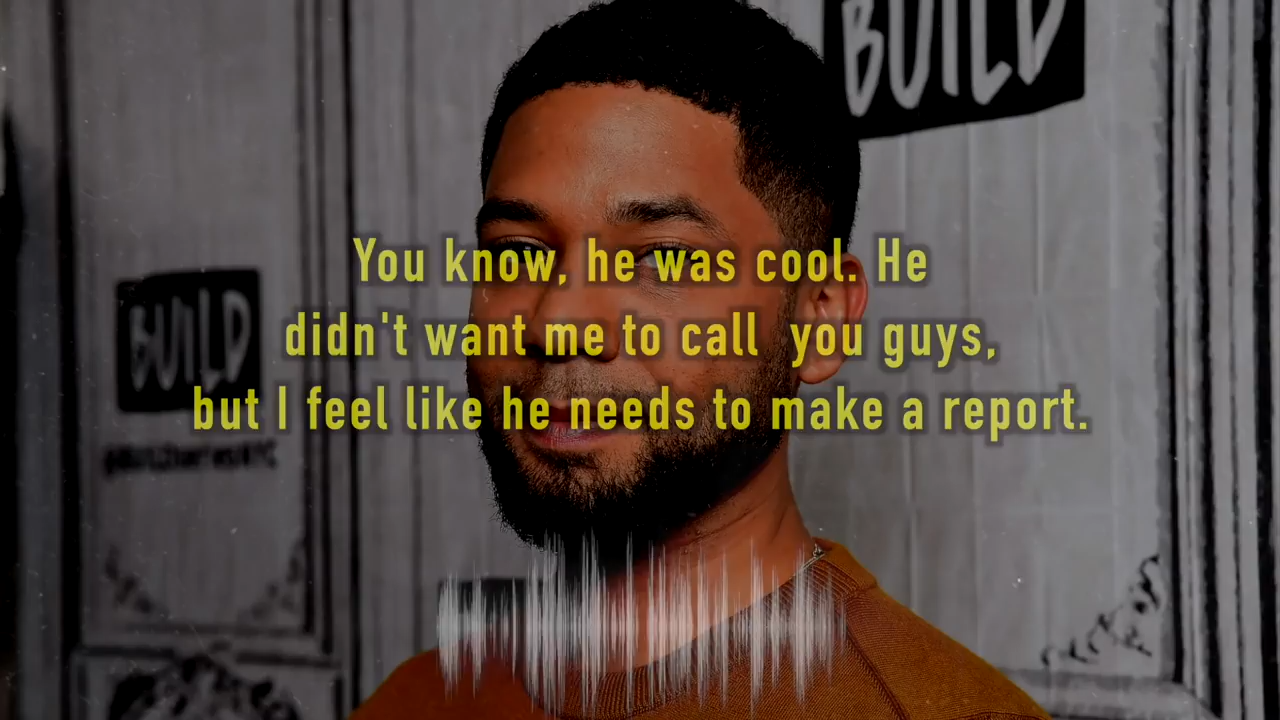 BUILD
BUILD
You know, he was cool. He
didn't want me to call  you guys,
but I feel like he needs to make a report.